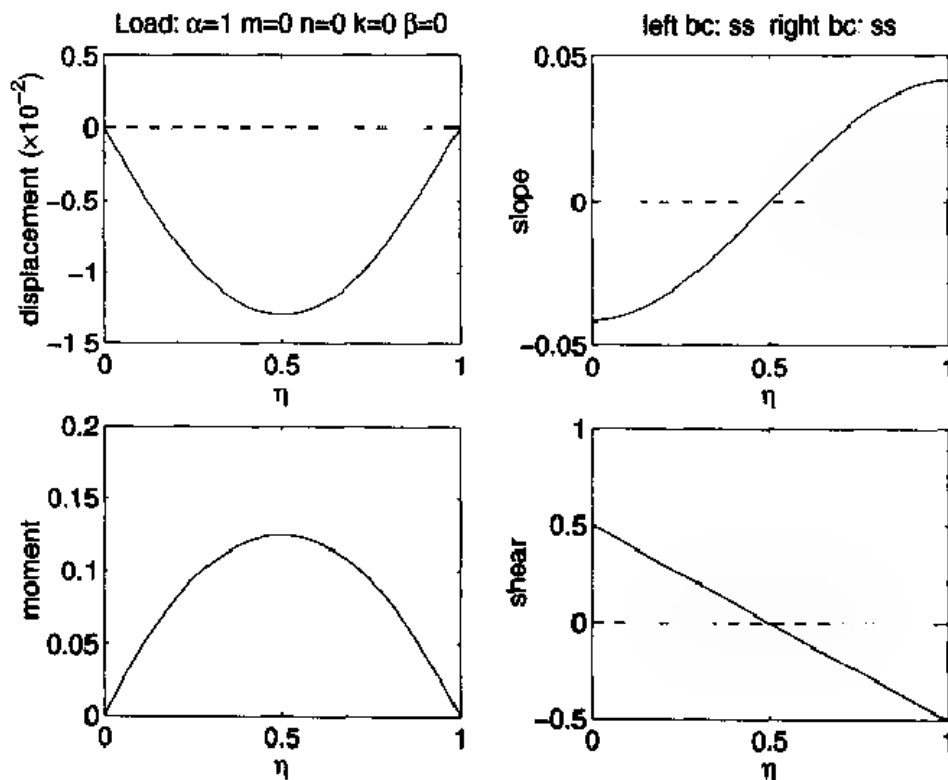 Load: α=1 m=0 n=0 k=0 β=0
left bc: ss right bc: ss
displacement (×10⁻²)
0.5
0
−0.5
−1
−1 5
0 0.5 1
η
slope
0.05
0
−0.05
0 0.5 1
η
moment
0.2
0.15
0.1
0.05
0
0 0.5 1
η
shear
1
0.5
0
−0.5
0 0.5 1
η